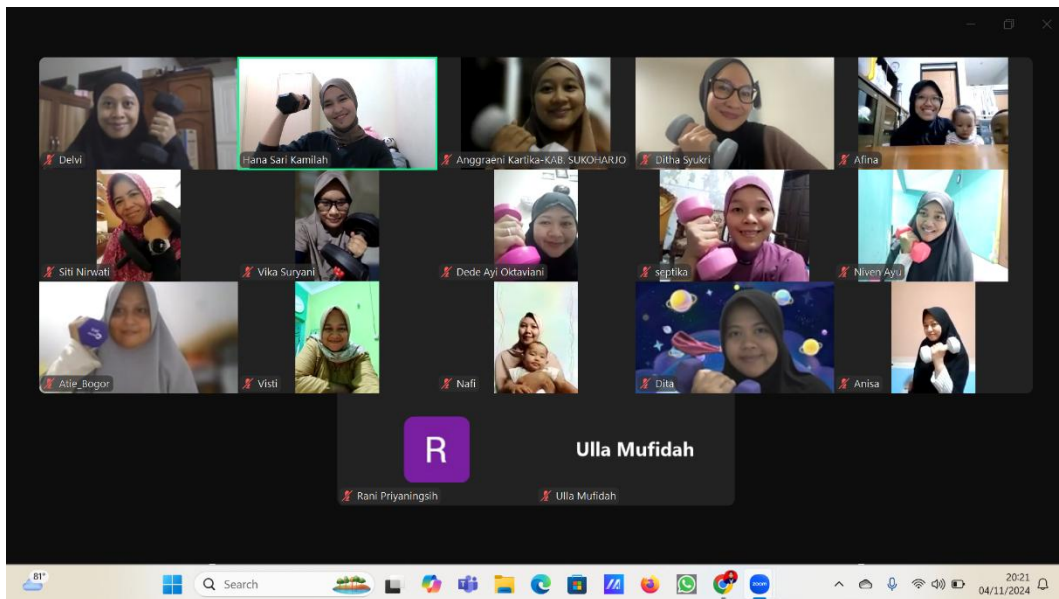 Delvi
Hana Sari Kamilah
Anggraeni Kartika-KAB. SUKOHARJO
Ditha Syukri
Afina
Siti Nirwati
Vika Suryani
Dede Ayi Oktaviani
septika
Niven Ayu
Atie_Bogor
Visti
Nafi
Dita
Anisa
R
Ulla Mufidah
Rani Priyaningsih
Ulla Mufidah
81°
Search
zoom
20:21
04/11/2024